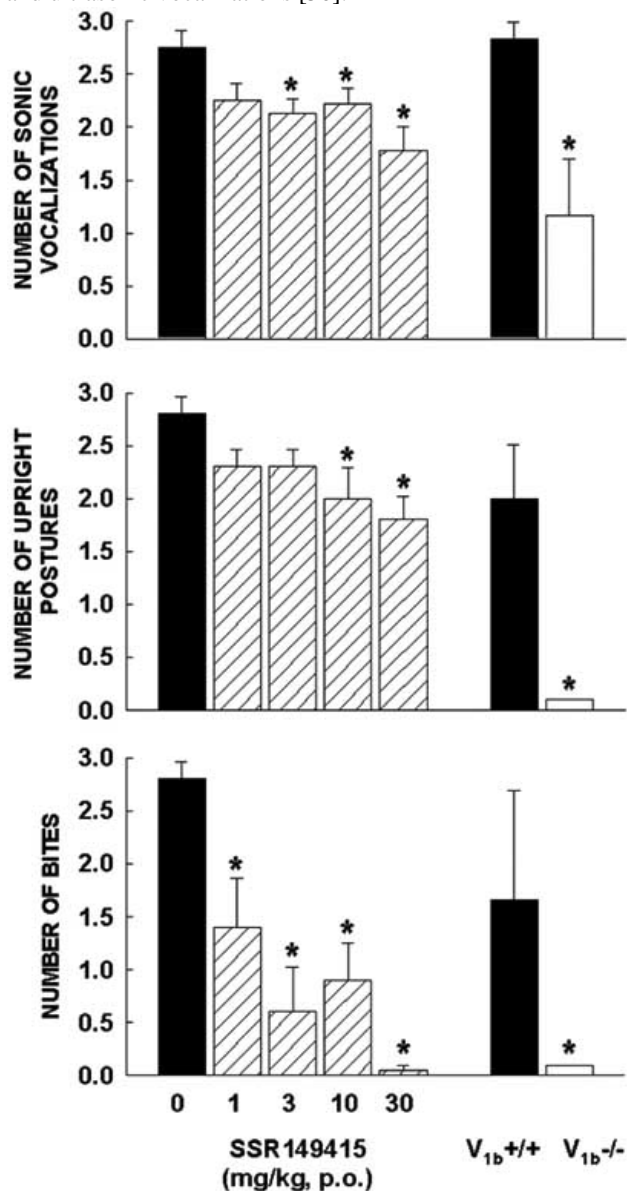 and vocalizations
3.0
* * *
2.5
2.0
1.5
1.0
0.5
0.0
*
NUMBER OF SONIC
VOCALIZATIONS
3.0
* *
2.5
2.0
1.5
1.0
0.5
0.0
*
NUMBER OF UPRIGHT
POSTURES
3.0
2.5
2.0
1.5
1.0
0.5
0.0
* * * *
*
NUMBER OF BITES
0 1 3 10 30
SSR149415
(mg/kg, p.o.)
V1b+/+ V1b-/-